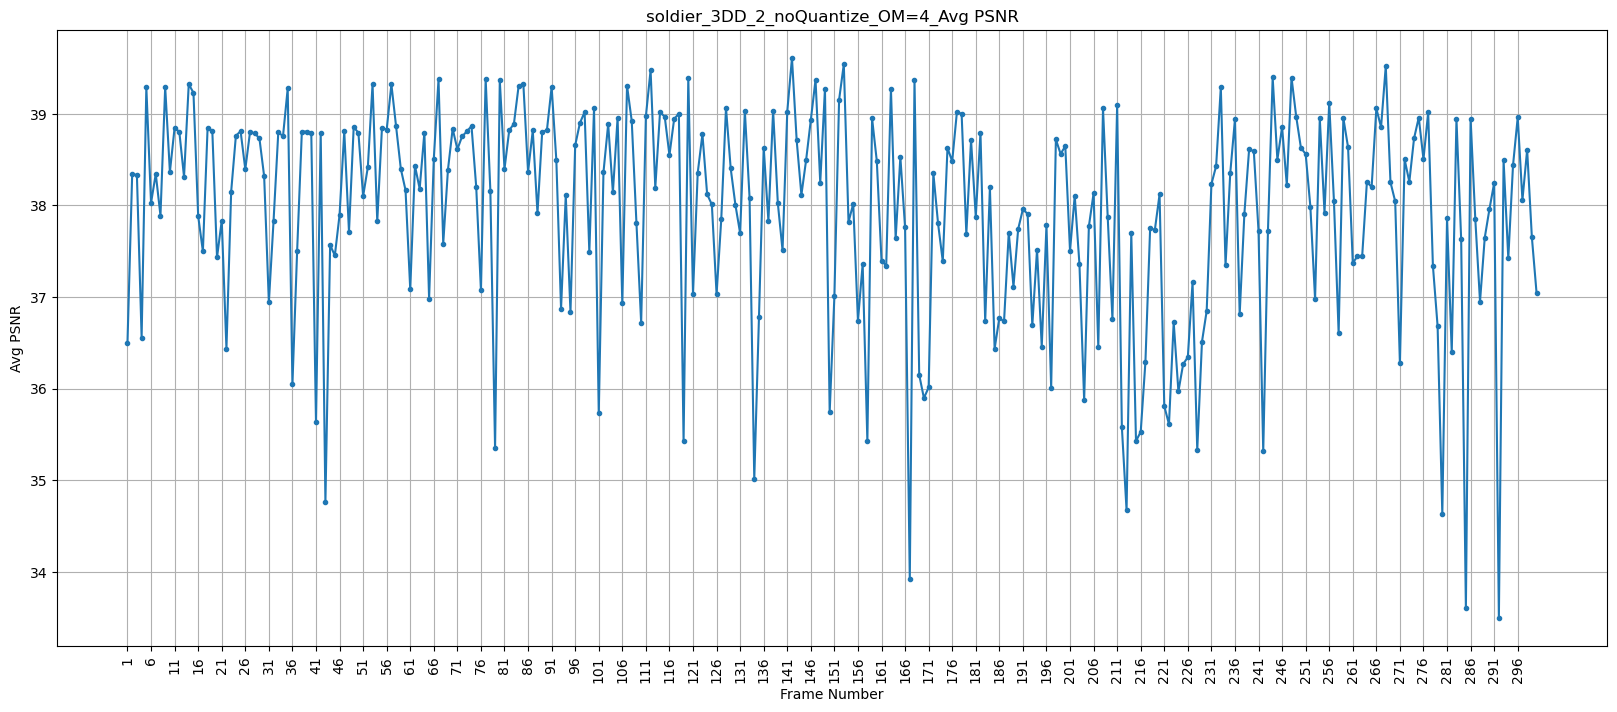 soldier_3DD_2_noQuantize_OM=4_Avg PSNR
Avg PSNR
39
38
37
36
35
34
1 6 11 16 21 26 31 36 41 46 51 56 61 66 71 76 81 86 91 96 101 106 111 116 121 126 131 136 141 146 151 156 161 166 171 176 181 186 191 196 201 206 211 216 221 226 231 236 241 246 251 256 261 266 271 276 281 286 291 296
Frame Number